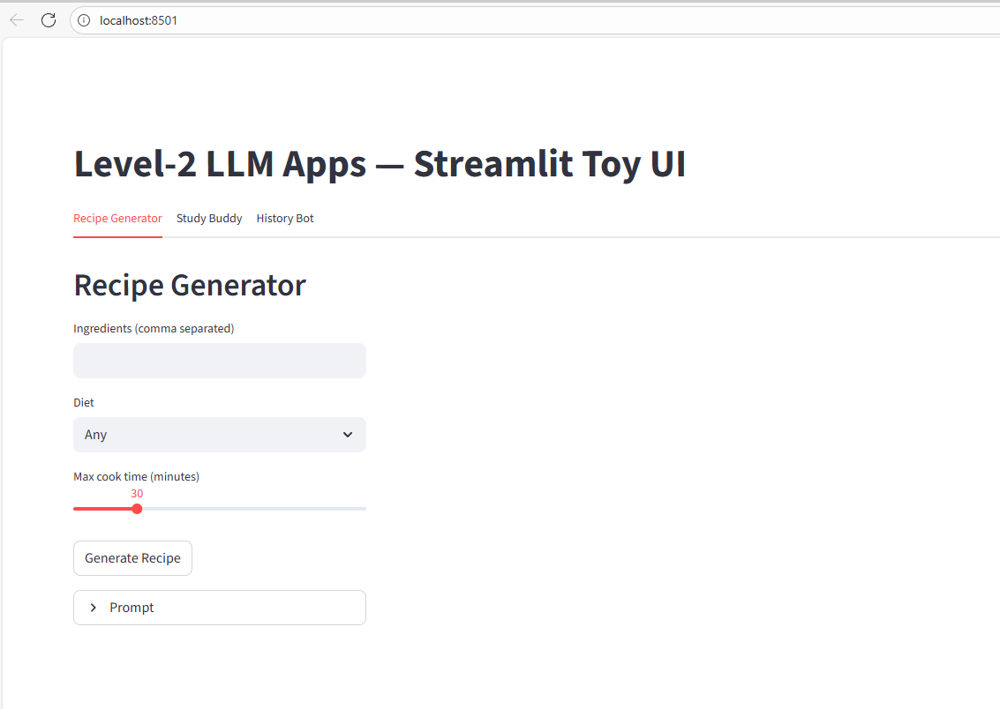 localhost:8501
Level-2 LLM Apps — Streamlit Toy UI
Recipe Generator Study Buddy History Bot
Recipe Generator
Ingredients (comma separated)
Diet
Any
Max cook time (minutes)
30
Generate Recipe
Prompt